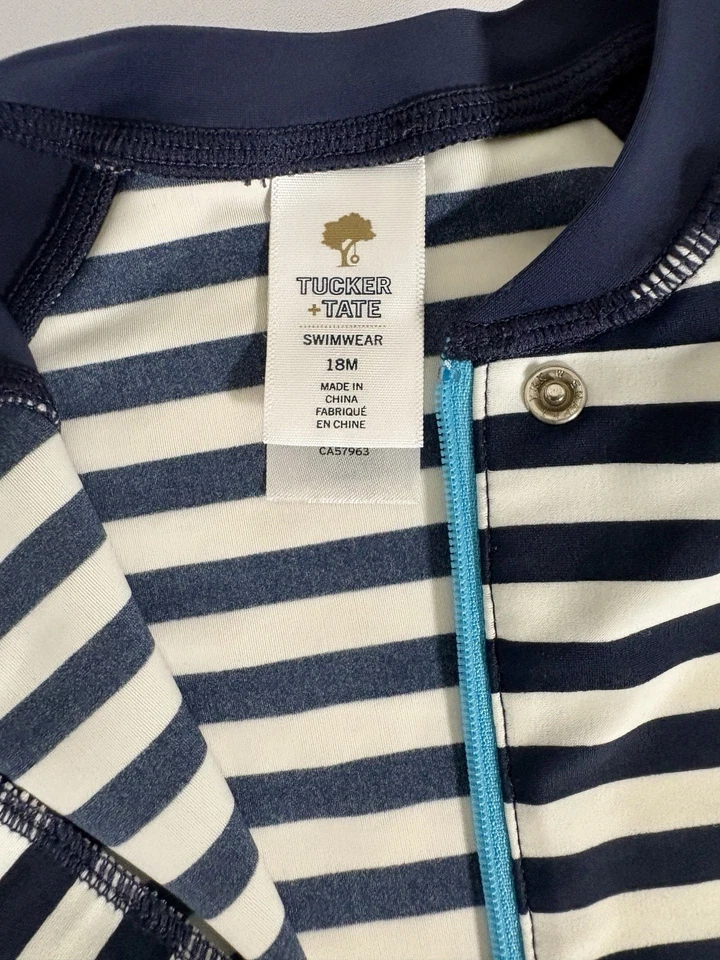 TUCKER
+TATE
SWIMWEAR
18M
MADE IN
CHINA
FABRIQUÉ
EN CHINE
CA57963